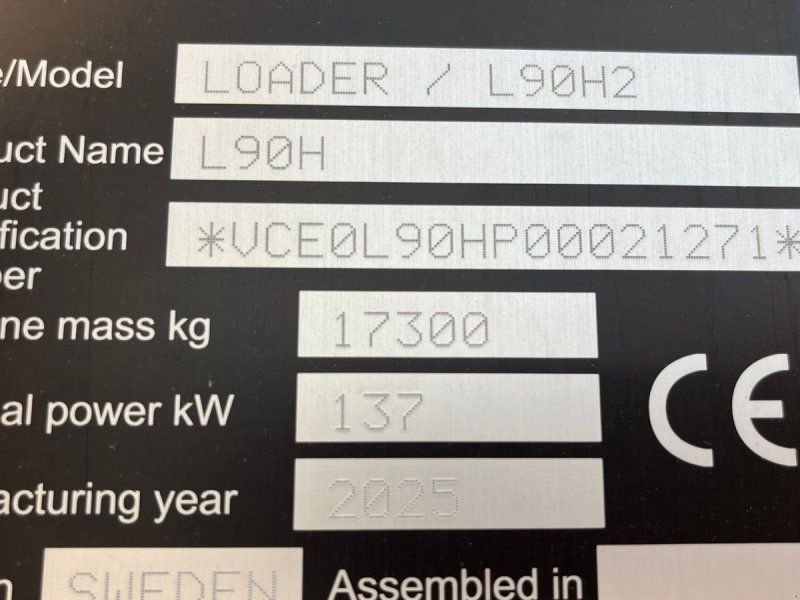 e/Model LOADER / L90H2
uct Name L90H
uct
ification *VCE0L90HP00021271*
ber
ne mass kg 17300
al power kW 137
CE
acturing year 2025
n SWEDEN Assembled in